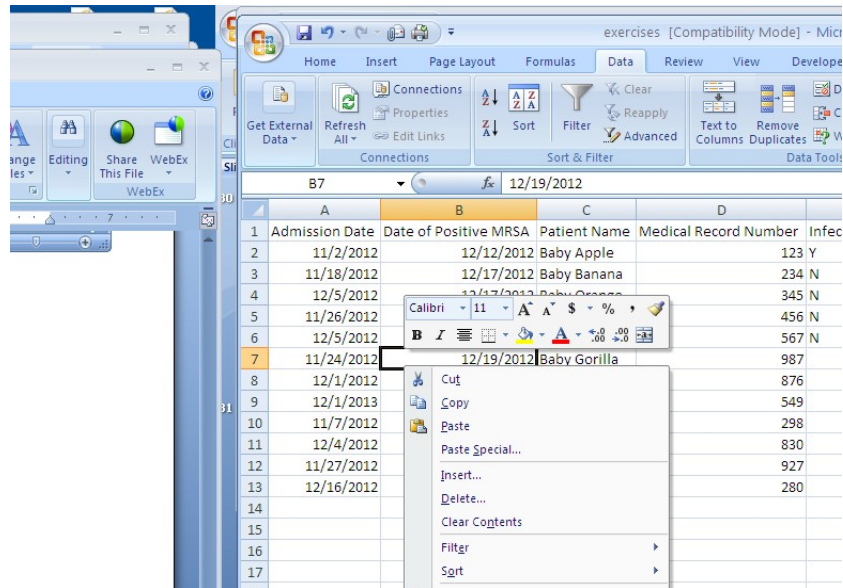 exercises [Compatibility Mode] - Micr
Home Insert Page Layout Formulas Data Review View Develope
Connections
Properties
Edit Links
Get External Data
Refresh All
Sort
Filter
Clear
Reapply
Advanced
Text to Columns
Remove Duplicates
Connections
Sort & Filter
Data Tools
Editing
Share This File
WebEx
WebEx
7
B7 fx 12/19/2012
A B C D
1 Admission Date Date of Positive MRSA Patient Name Medical Record Number Infec
2 11/2/2012 12/12/2012 Baby Apple 123 Y
3 11/18/2012 12/17/2012 Baby Banana 234 N
4 12/5/2012 345 N
5 11/26/2012 456 N
6 12/5/2012 567 N
7 11/24/2012 12/19/2012 Baby Gorilla 987
8 12/1/2012 876
9 12/1/2013 549
10 11/7/2012 298
11 12/4/2012 830
12 11/27/2012 927
13 12/16/2012 280
14
15
16
17
Calibri 11 A A $ % ,
B I A .0 .00 .00 .0
Cut
Copy
Paste
Paste Special...
Insert...
Delete...
Clear Contents
Filter
Sort